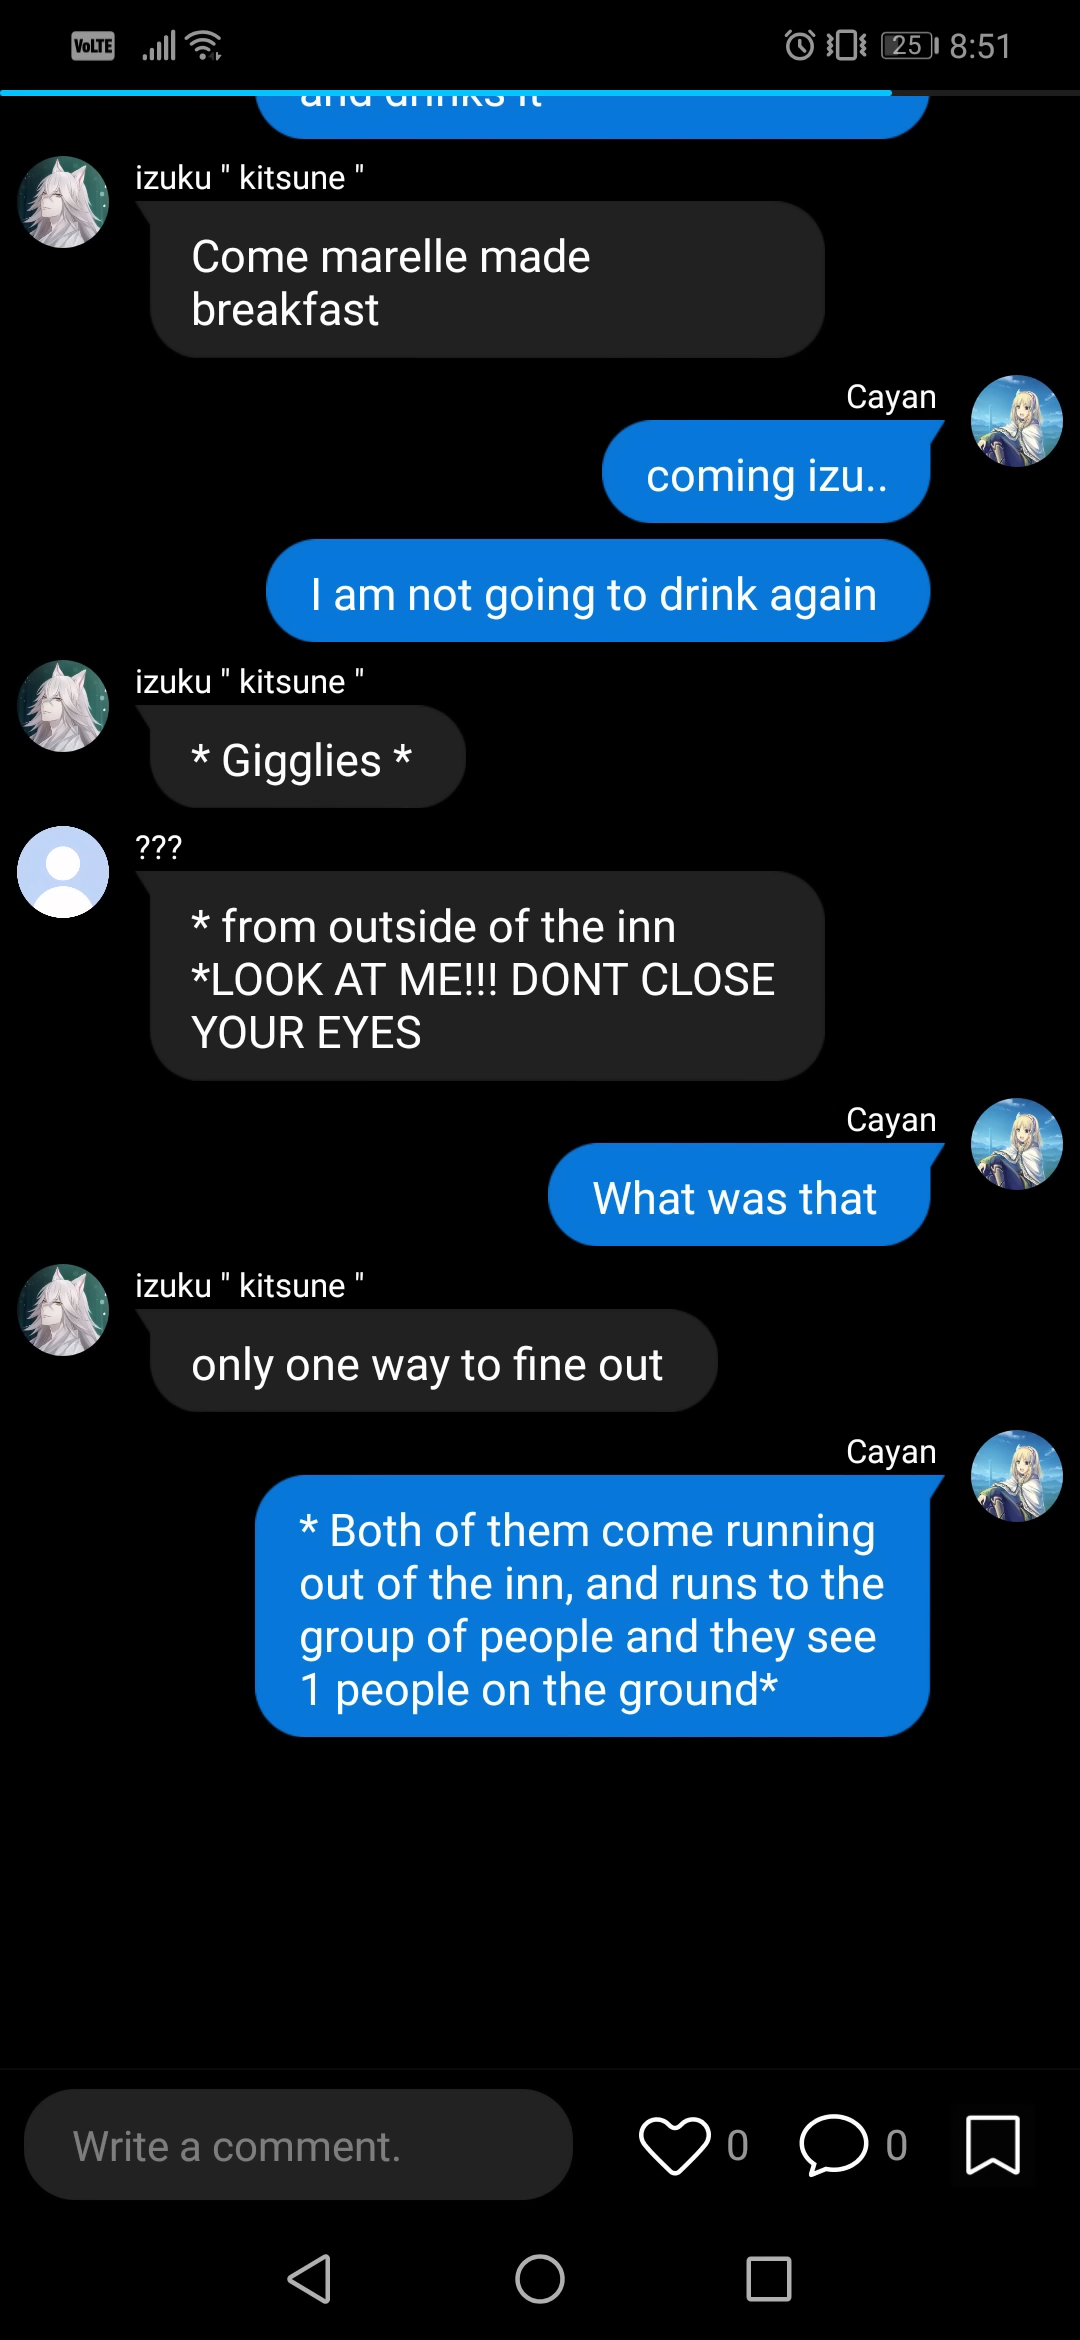 VoLTE 25 8:51
and drinks it
izuku " kitsune "
Come marelle made
breakfast
Cayan
coming izu..
I am not going to drink again
izuku " kitsune "
* Gigglies *
???
* from outside of the inn
*LOOK AT ME!!! DONT CLOSE
YOUR EYES
Cayan
What was that
izuku " kitsune "
only one way to fine out
Cayan
* Both of them come running
out of the inn, and runs to the
group of people and they see
1 people on the ground*
Write a comment.
0
0